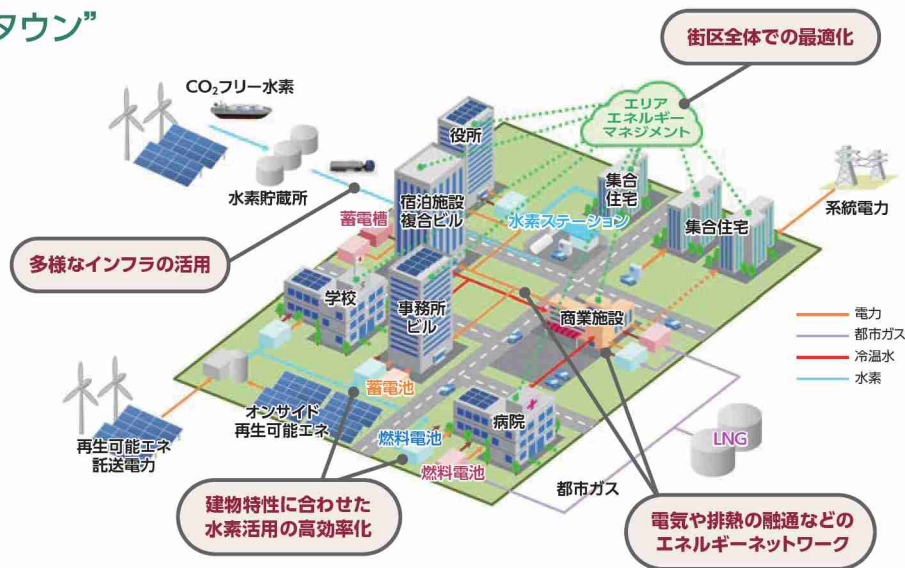 タウン”
街区全体での最適化
CO₂フリー水素
エリア
エネルギー
マネジメント
役所
水素貯蔵所
宿泊施設
複合ビル
集合
住宅
系統電力
蓄電槽
水素ステーション
集合住宅
多様なインフラの活用
学校
事務所
ビル
商業施設
電力
都市ガス
冷温水
水素
蓄電池
オンサイド
再生可能エネ
病院
再生可能エネ
託送電力
燃料電池
LNG
燃料電池
都市ガス
建物特性に合わせた
水素活用の高効率化
電気や排熱の融通などの
エネルギーネットワーク